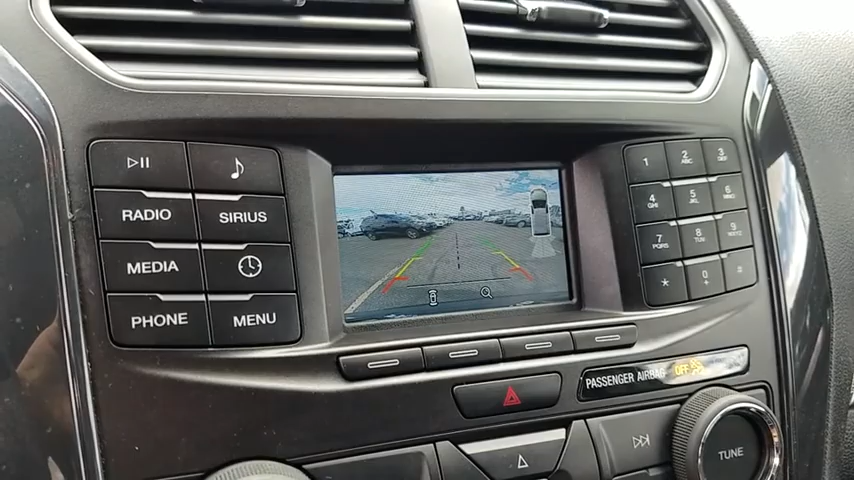 RADIO
SIRIUS
MEDIA
PHONE
MENU
1
2 ABC
3 DEF
4 GHI
5 JKL
6 MNO
7 PQRS
8 TUV
9 WXYZ
*
0 +
#
PASSENGER AIRBAG OFF
TUNE